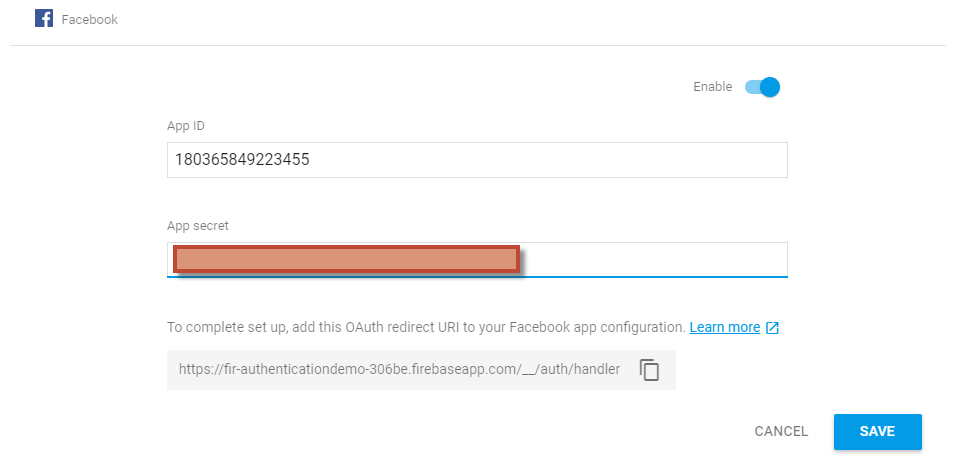 Facebook
Enable
App ID
180365849223455
App secret
To complete set up, add this OAuth redirect URI to your Facebook app configuration. Learn more
https://fir-authenticationdemo-306be.firebaseapp.com/__/auth/handler
CANCEL SAVE